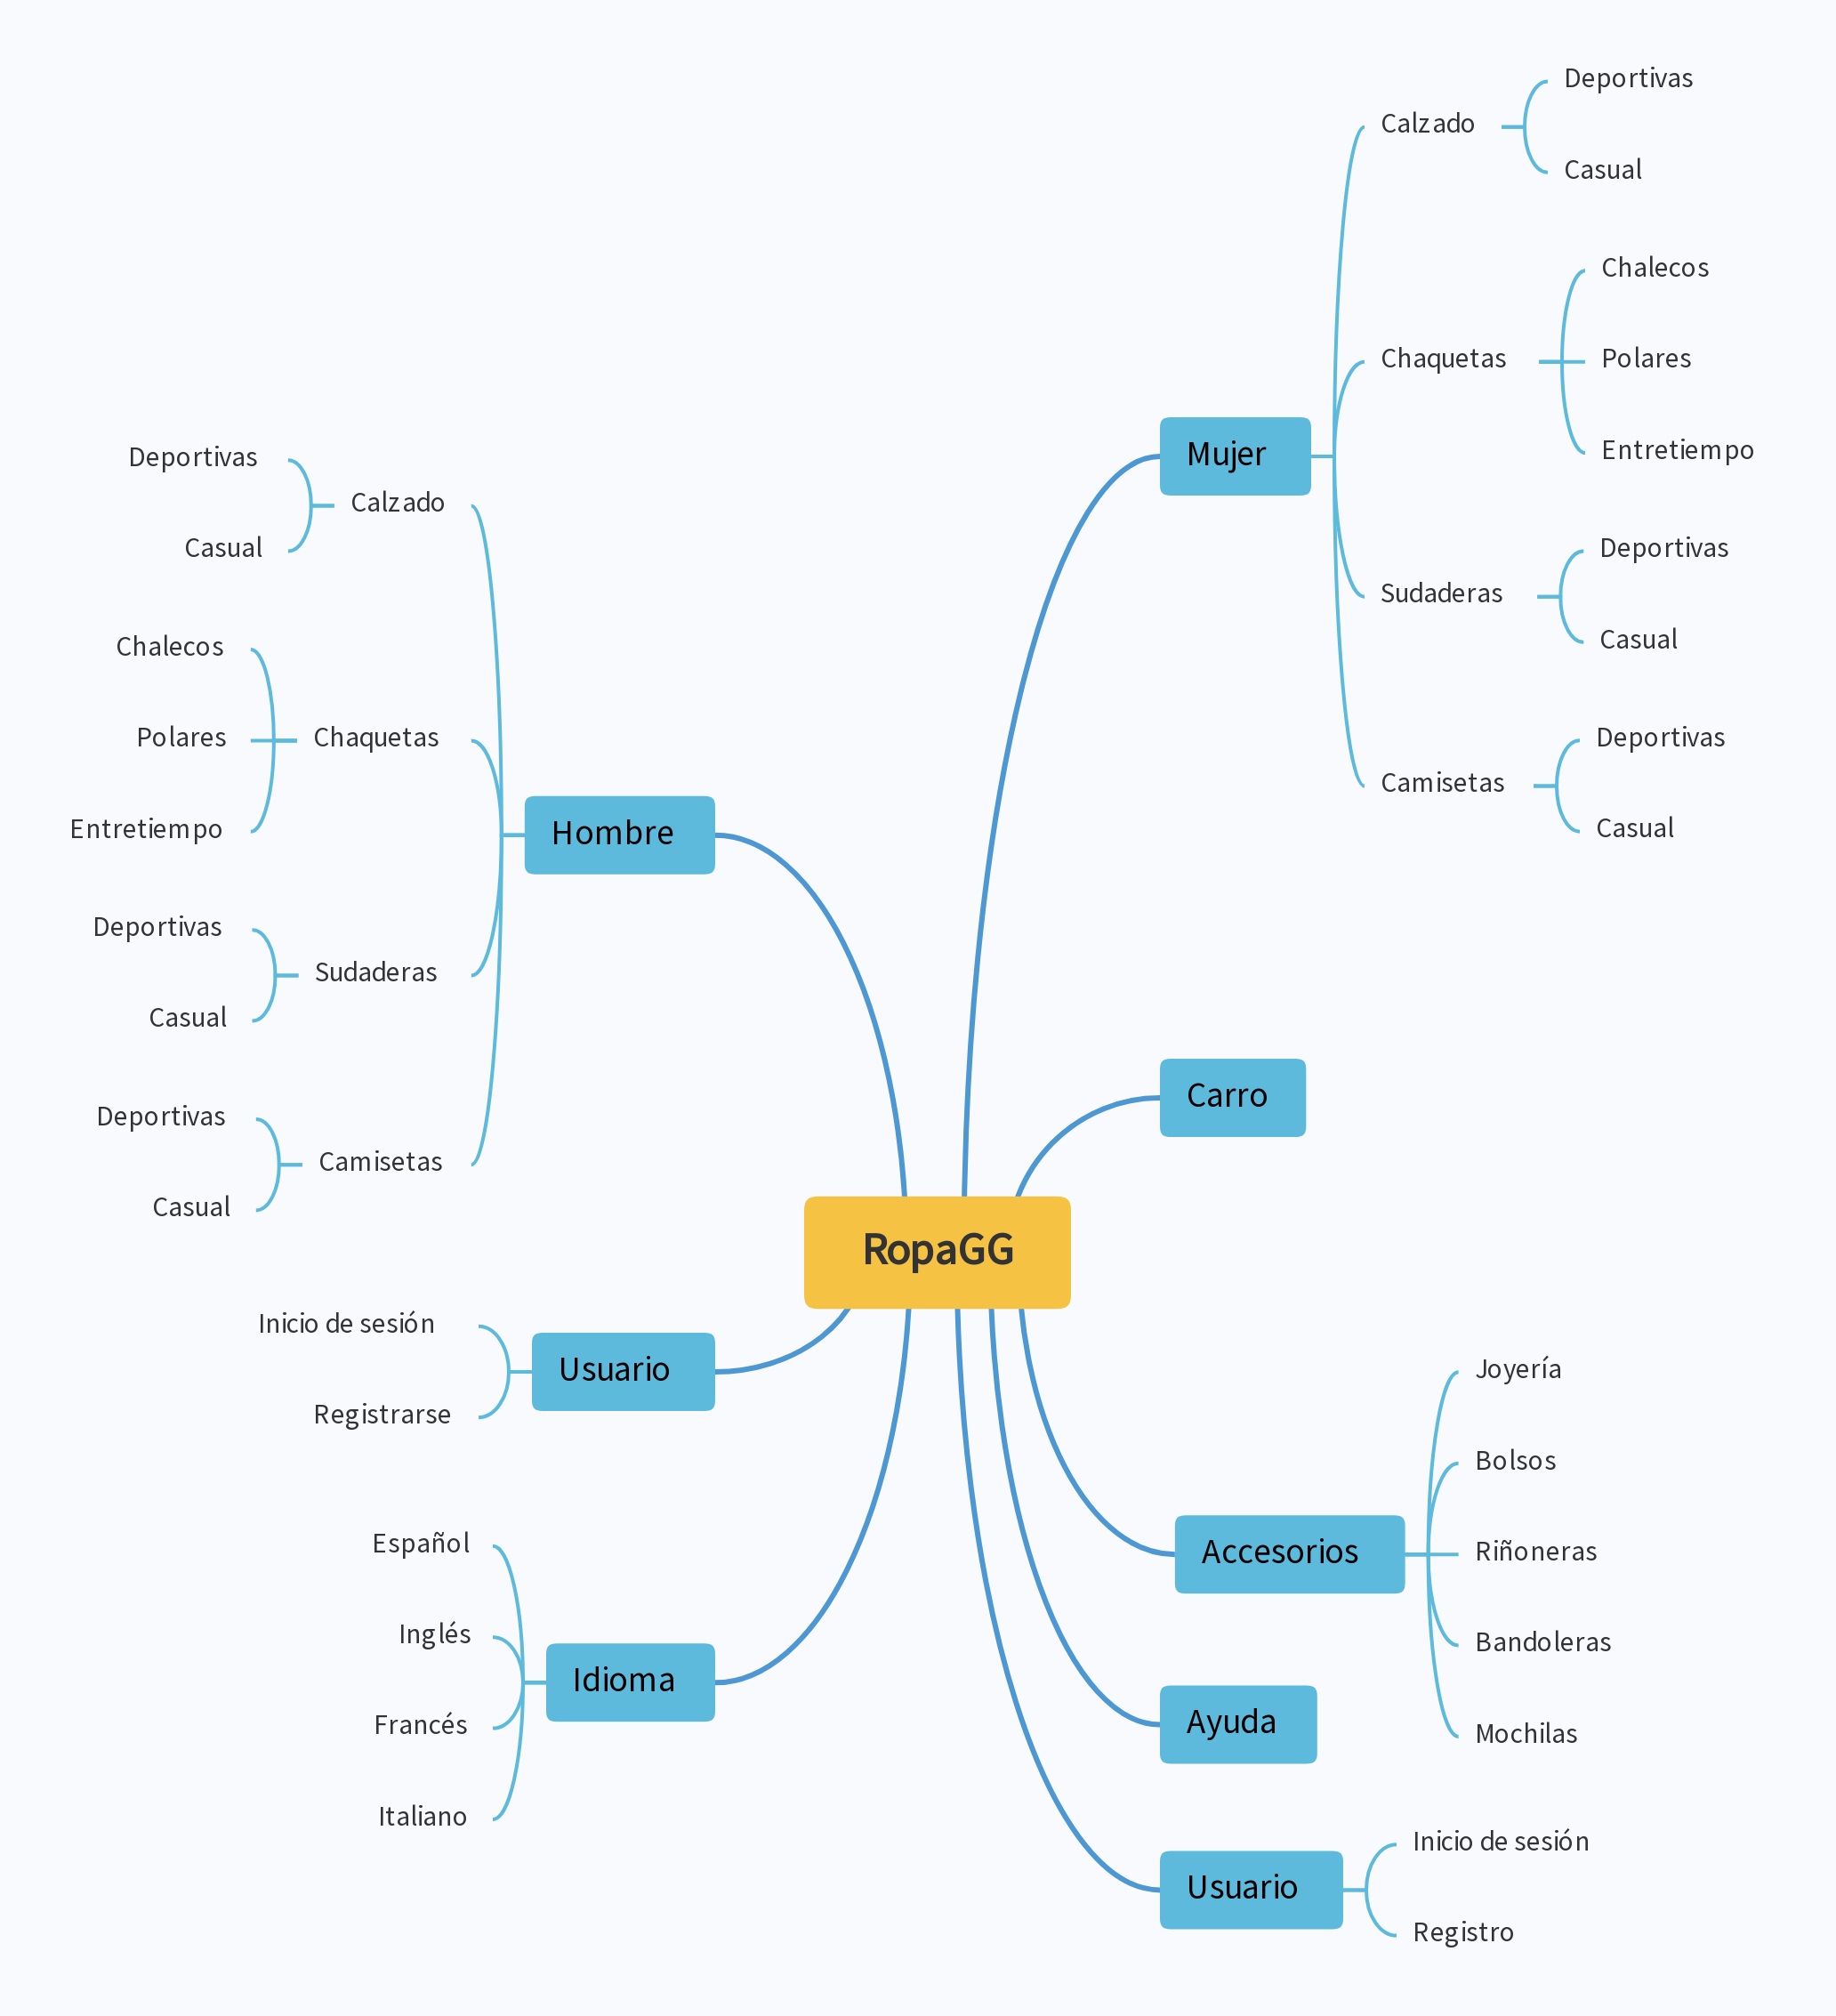 RopaGG
Mujer
Calzado
Deportivas
Casual
Chaquetas
Chalecos
Polares
Entretiempo
Sudaderas
Deportivas
Casual
Camisetas
Deportivas
Casual
Carro
Accesorios
Joyería
Bolsos
Riñoneras
Bandoleras
Mochilas
Ayuda
Usuario
Inicio de sesión
Registro
Hombre
Calzado
Deportivas
Casual
Chaquetas
Chalecos
Polares
Entretiempo
Sudaderas
Deportivas
Casual
Camisetas
Deportivas
Casual
Usuario
Inicio de sesión
Registrarse
Idioma
Español
Inglés
Francés
Italiano